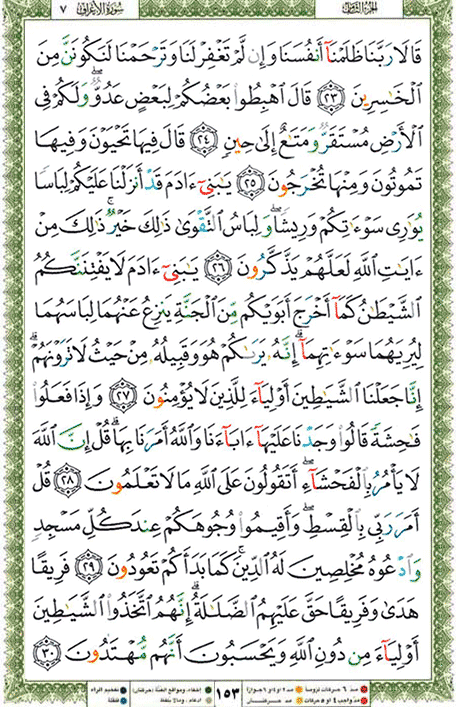 الجزء الثامن ٧ سورة الأعراف
قَالَا رَبَّنَا ظَلَمْنَآ أَنفُسَنَا وَإِن لَّمْ تَغْفِرْ لَنَا وَتَرْحَمْنَا لَنَكُونَنَّ مِنَ
ٱلْخَٰسِرِينَ ﴿٢٣﴾ قَالَ ٱهْبِطُوا۟ بَعْضُكُمْ لِبَعْضٍ عَدُوٌّ ۖ وَلَكُمْ فِى
ٱلْأَرْضِ مُسْتَقَرٌّ وَمَتَٰعٌ إِلَىٰ حِينٍ ﴿٢٤﴾ قَالَ فِيهَا تَحْيَوْنَ وَفِيهَا
تَمُوتُونَ وَمِنْهَا تُخْرَجُونَ ﴿٢٥﴾ يَٰبَنِىٓ ءَادَمَ قَدْ أَنزَلْنَا عَلَيْكُمْ لِبَاسًا
يُوَٰرِى سَوْءَٰتِكُمْ وَرِيشًا ۖ وَلِبَاسُ ٱلتَّقْوَىٰ ذَٰلِكَ خَيْرٌ ۚ ذَٰلِكَ مِنْ
ءَايَٰتِ ٱللَّهِ لَعَلَّهُمْ يَذَّكَّرُونَ ﴿٢٦﴾ يَٰبَنِىٓ ءَادَمَ لَا يَفْتِنَنَّكُمُ
ٱلشَّيْطَٰنُ كَمَآ أَخْرَجَ أَبَوَيْكُم مِّنَ ٱلْجَنَّةِ يَنزِعُ عَنْهُمَا لِبَاسَهُمَا
لِيُرِيَهُمَا سَوْءَٰتِهِمَآ ۗ إِنَّهُۥ يَرَىٰكُمْ هُوَ وَقَبِيلُهُۥ مِنْ حَيْثُ لَا تَرَوْنَهُمْ ۗ
إِنَّا جَعَلْنَا ٱلشَّيَٰطِينَ أَوْلِيَآءَ لِلَّذِينَ لَا يُؤْمِنُونَ ﴿٢٧﴾ وَإِذَا فَعَلُوا۟
فَٰحِشَةً قَالُوا۟ وَجَدْنَا عَلَيْهَآ ءَابَآءَنَا وَٱللَّهُ أَمَرَنَا بِهَا ۗ قُلْ إِنَّ ٱللَّهَ
لَا يَأْمُرُ بِٱلْفَحْشَآءِ ۖ أَتَقُولُونَ عَلَى ٱللَّهِ مَا لَا تَعْلَمُونَ ﴿٢٨﴾ قُلْ
أَمَرَ رَبِّى بِٱلْقِسْطِ ۖ وَأَقِيمُوا۟ وُجُوهَكُمْ عِندَ كُلِّ مَسْجِدٍ
وَٱدْعُوهُ مُخْلِصِينَ لَهُ ٱلدِّينَ ۚ كَمَا بَدَأَكُمْ تَعُودُونَ ﴿٢٩﴾ فَرِيقًا
هَدَىٰ وَفَرِيقًا حَقَّ عَلَيْهِمُ ٱلضَّلَٰلَةُ ۗ إِنَّهُمُ ٱتَّخَذُوا۟ ٱلشَّيَٰطِينَ
أَوْلِيَآءَ مِن دُونِ ٱللَّهِ وَيَحْسَبُونَ أَنَّهُم مُّهْتَدُونَ ﴿٣٠﴾
١٥٣